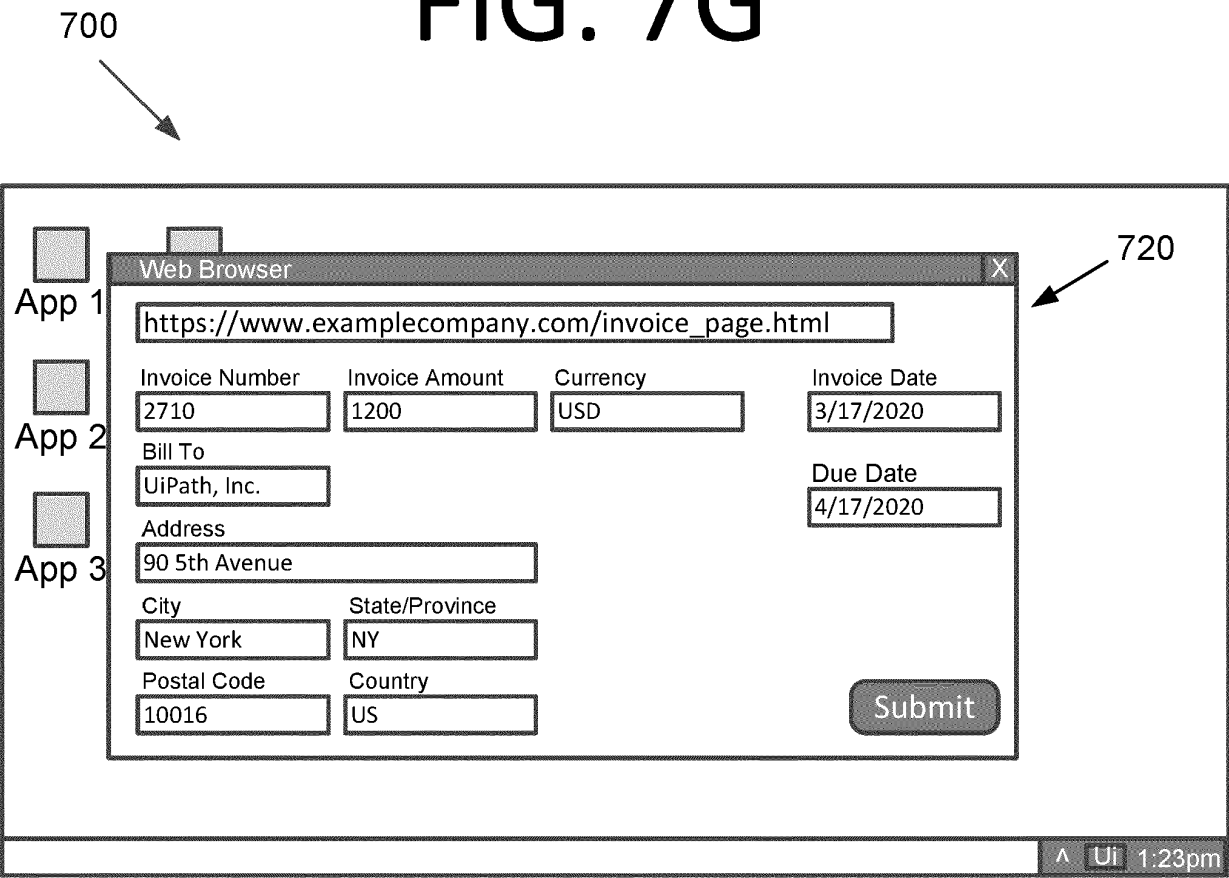 FIG. 7G
700
720
Web Browser X
App 1
https://www.examplecompany.com/invoice_page.html
Invoice Number Invoice Amount Currency Invoice Date
2710 1200 USD 3/17/2020
App 2
Bill To
UiPath, Inc.
Due Date
4/17/2020
Address
90 5th Avenue
App 3
City State/Province
New York NY
Postal Code Country
10016 US
Submit
^ Ui 1:23pm